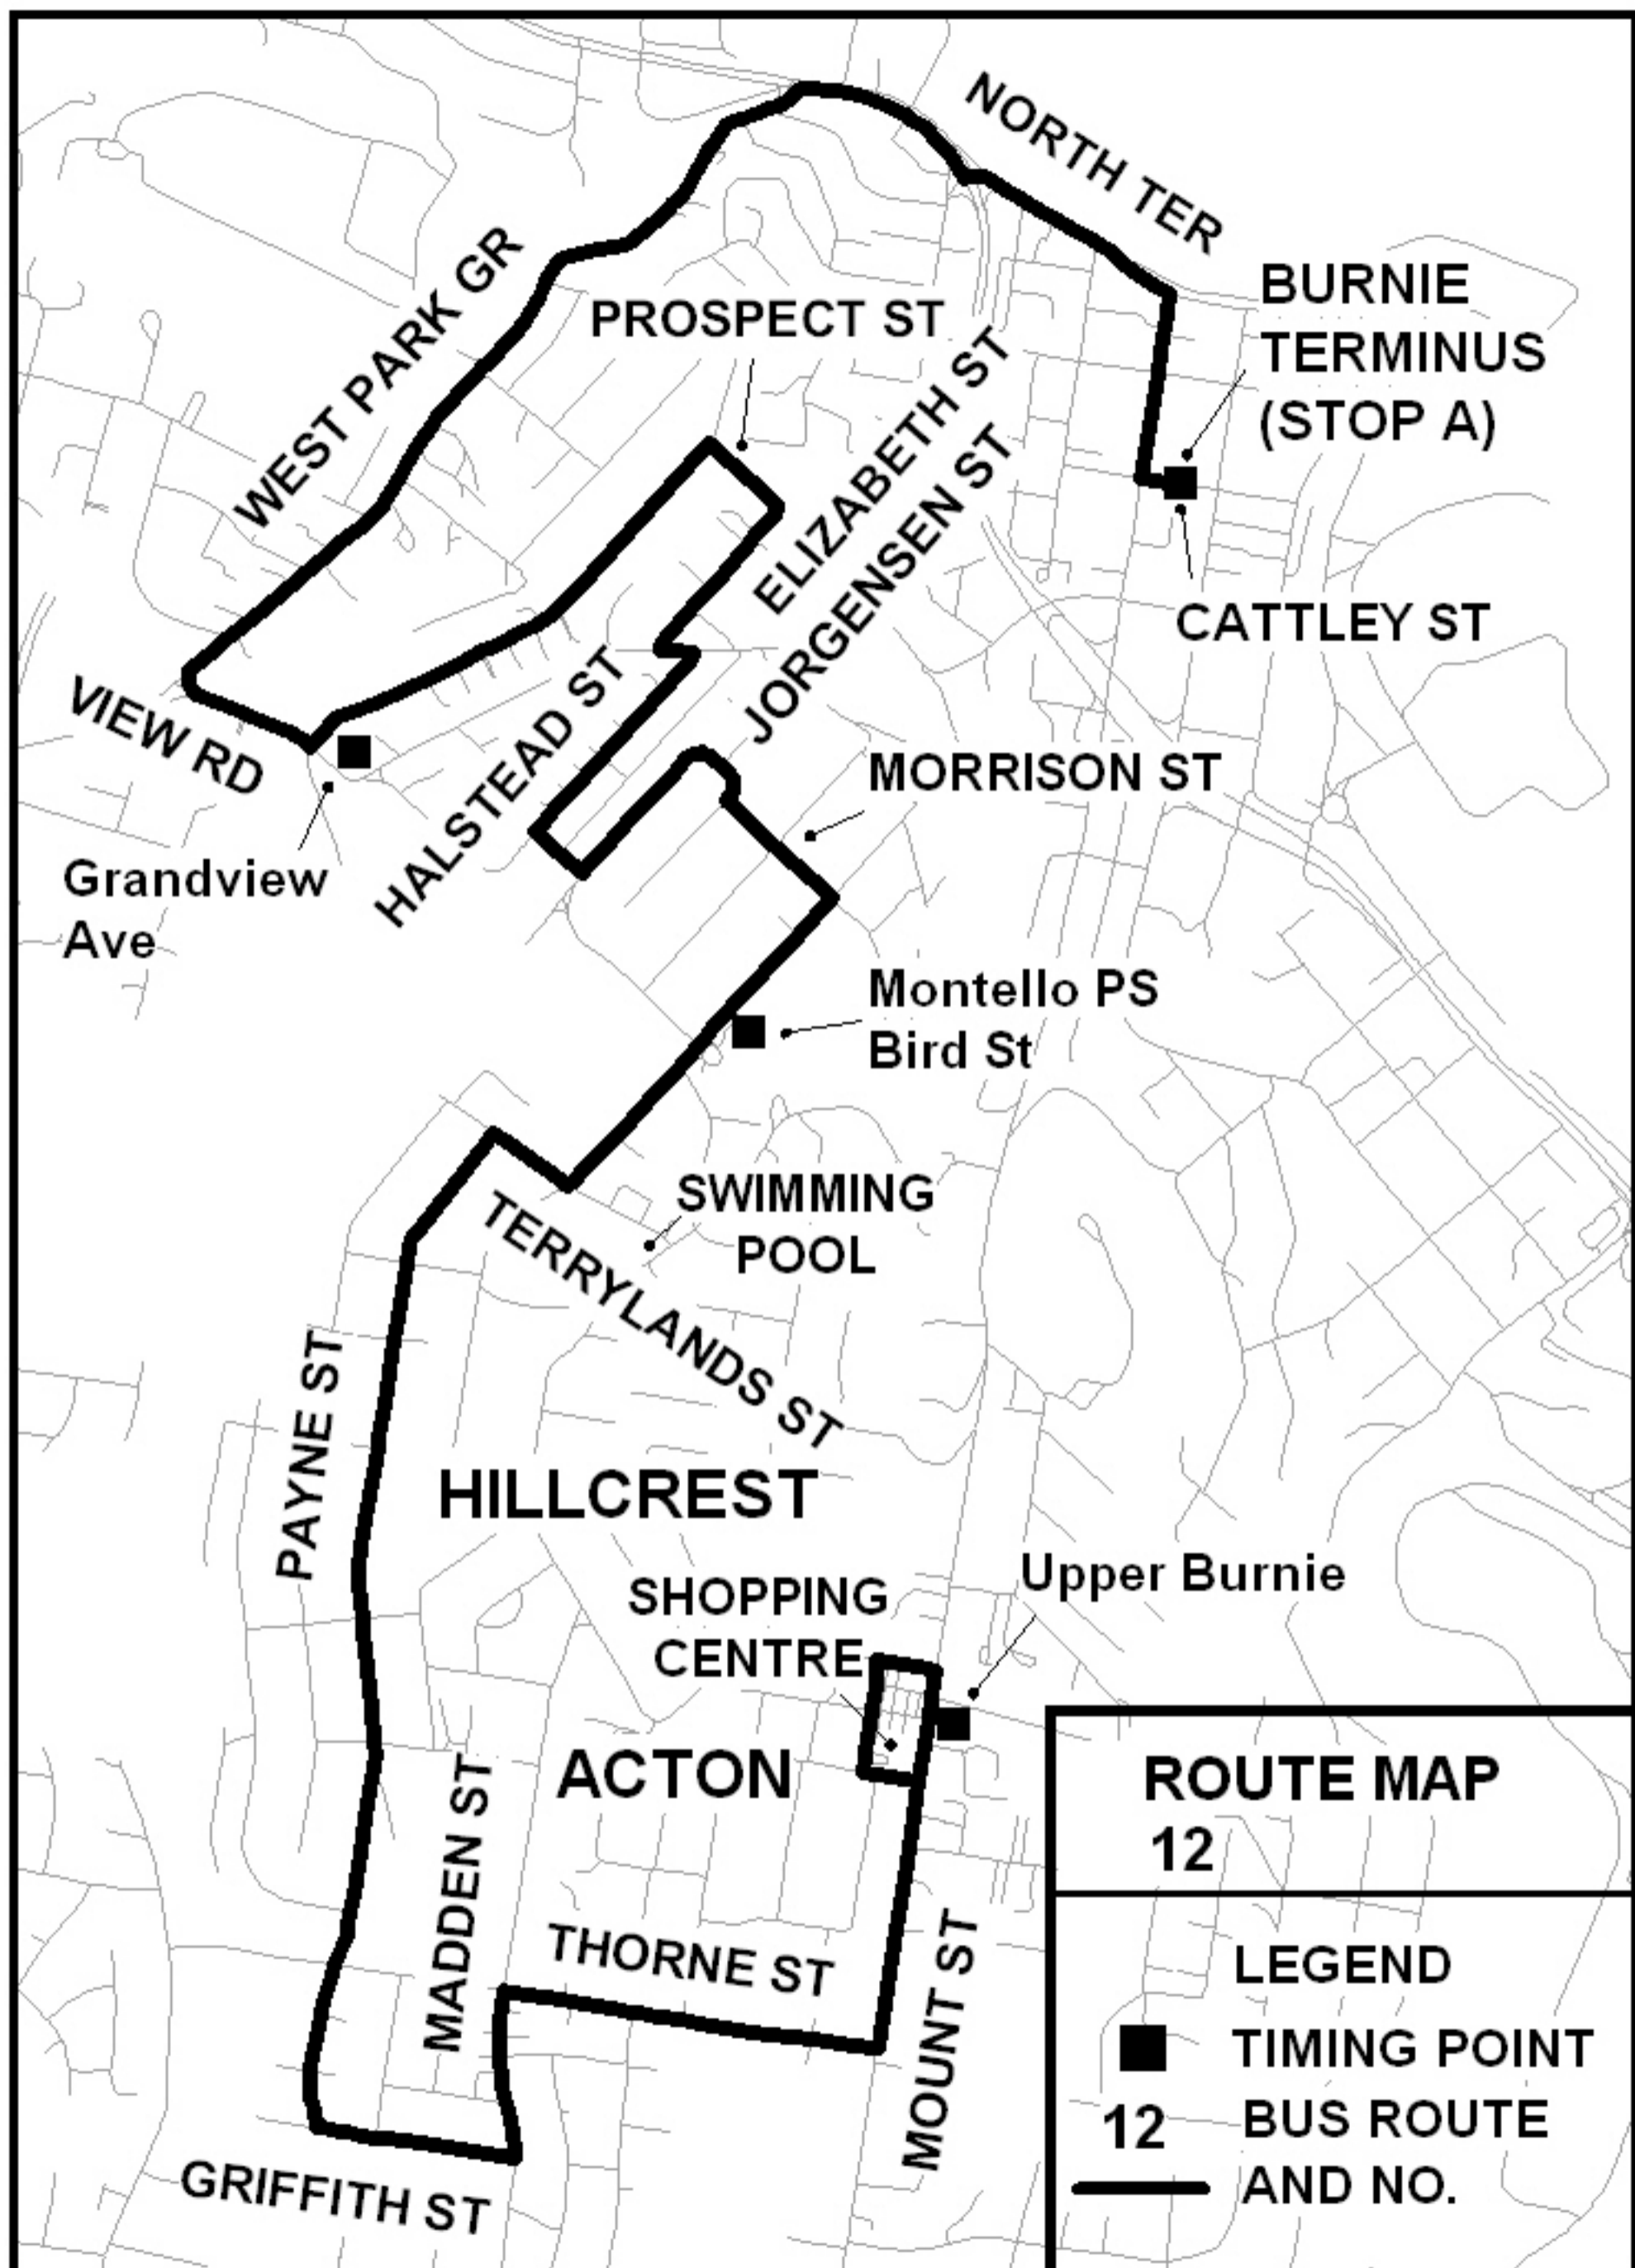 NORTH TER
WEST PARK GR
BURNIE
TERMINUS
(STOP A)
PROSPECT ST
ELIZABETH ST
JORGENSEN ST
CATTLEY ST
VIEW RD
HALSTEAD ST
MORRISON ST
Grandview
Ave
Montello PS
Bird St
SWIMMING
POOL
TERRYLANDS ST
PAYNE ST
HILLCREST
Upper Burnie
SHOPPING
CENTRE
ACTON
MADDEN ST
THORNE ST
MOUNT ST
GRIFFITH ST
ROUTE MAP
12
LEGEND
TIMING POINT
12 BUS ROUTE
AND NO.